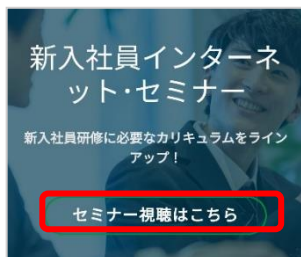 新入社員インターネ
ット・セミナー
新入社員研修に必要なカリキュラムをライン
アップ！
セミナー視聴はこちら